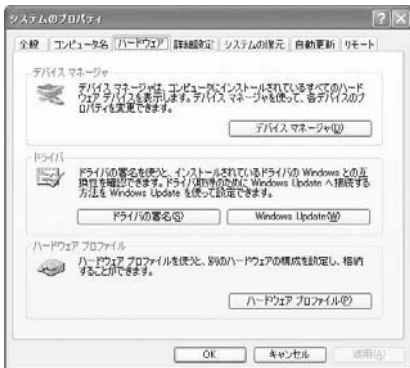 システムのプロパティ
全般 コンピュータ名 ハードウェア 詳細設定 システムの復元 自動更新 リモート
デバイス マネージャ
デバイス マネージャは、コンピュータにインストールされているすべてのハード
ウェア デバイスを表示します。デバイス マネージャを使って、各デバイスのプ
ロパティを変更できます。
デバイス マネージャ(D)
ドライバ
ドライバの署名を使うと、インストールされているドライバの Windows との互
換性を確認できます。ドライバ取得のために Windows Update へ接続する
方法を Windows Update を使って設定できます。
ドライバの署名(S) Windows Update(W)
ハードウェア プロファイル
ハードウェア プロファイルを使うと、別のハードウェアの構成を設定し、格納
することができます。
ハードウェア プロファイル(P)
OK キャンセル 適用(A)